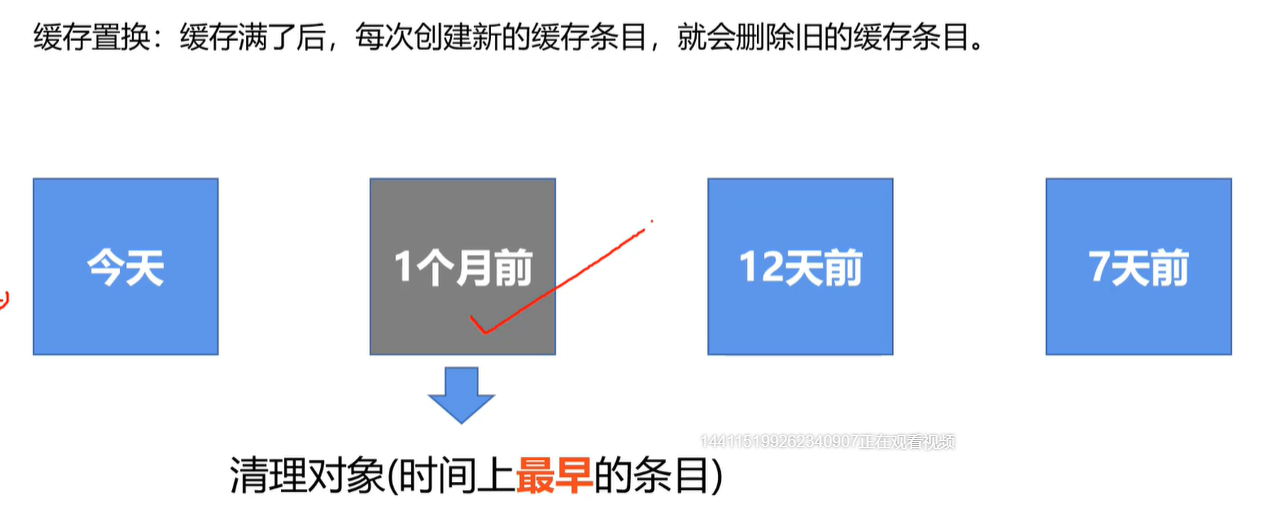 缓存置换：缓存满了后，每次创建新的缓存条目，就会删除旧的缓存条目。
今天
1个月前
12天前
7天前
144115199262340907正在观看视频
清理对象(时间上最早的条目)